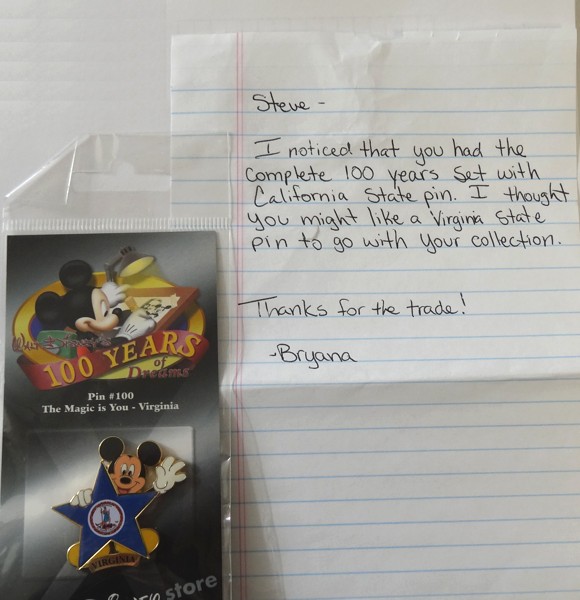 Steve -
I noticed that you had the
complete 100 years set with
California State pin. I thought
you might like a Virginia State
pin to go with your collection.
Thanks for the trade!
-Bryana
Walt Disney's
100 YEARS
of
Dreams
Pin #100
The Magic is You - Virginia
VIRGINIA
store